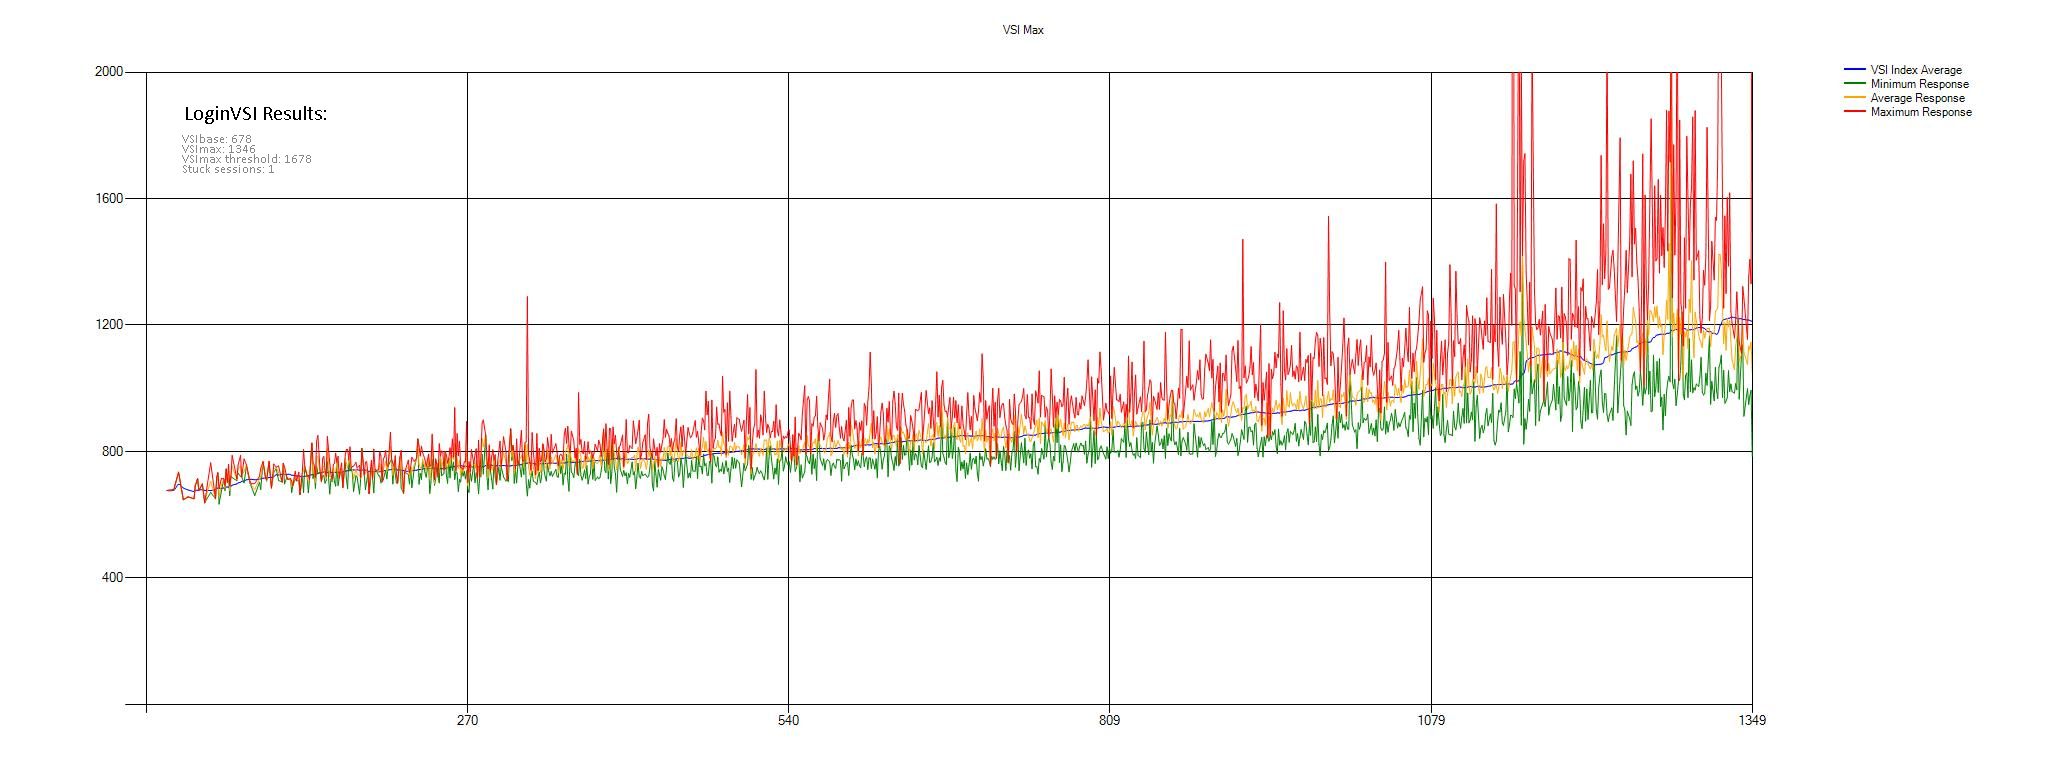 VSI Max
2000
1600
1200
800
400
LoginVSI Results:
VSIbase: 678
VSImax: 1346
VSImax threshold: 1678
Stuck sessions: 1
VSI Index Average
Minimum Response
Average Response
Maximum Response
270 540 809 1079 1349